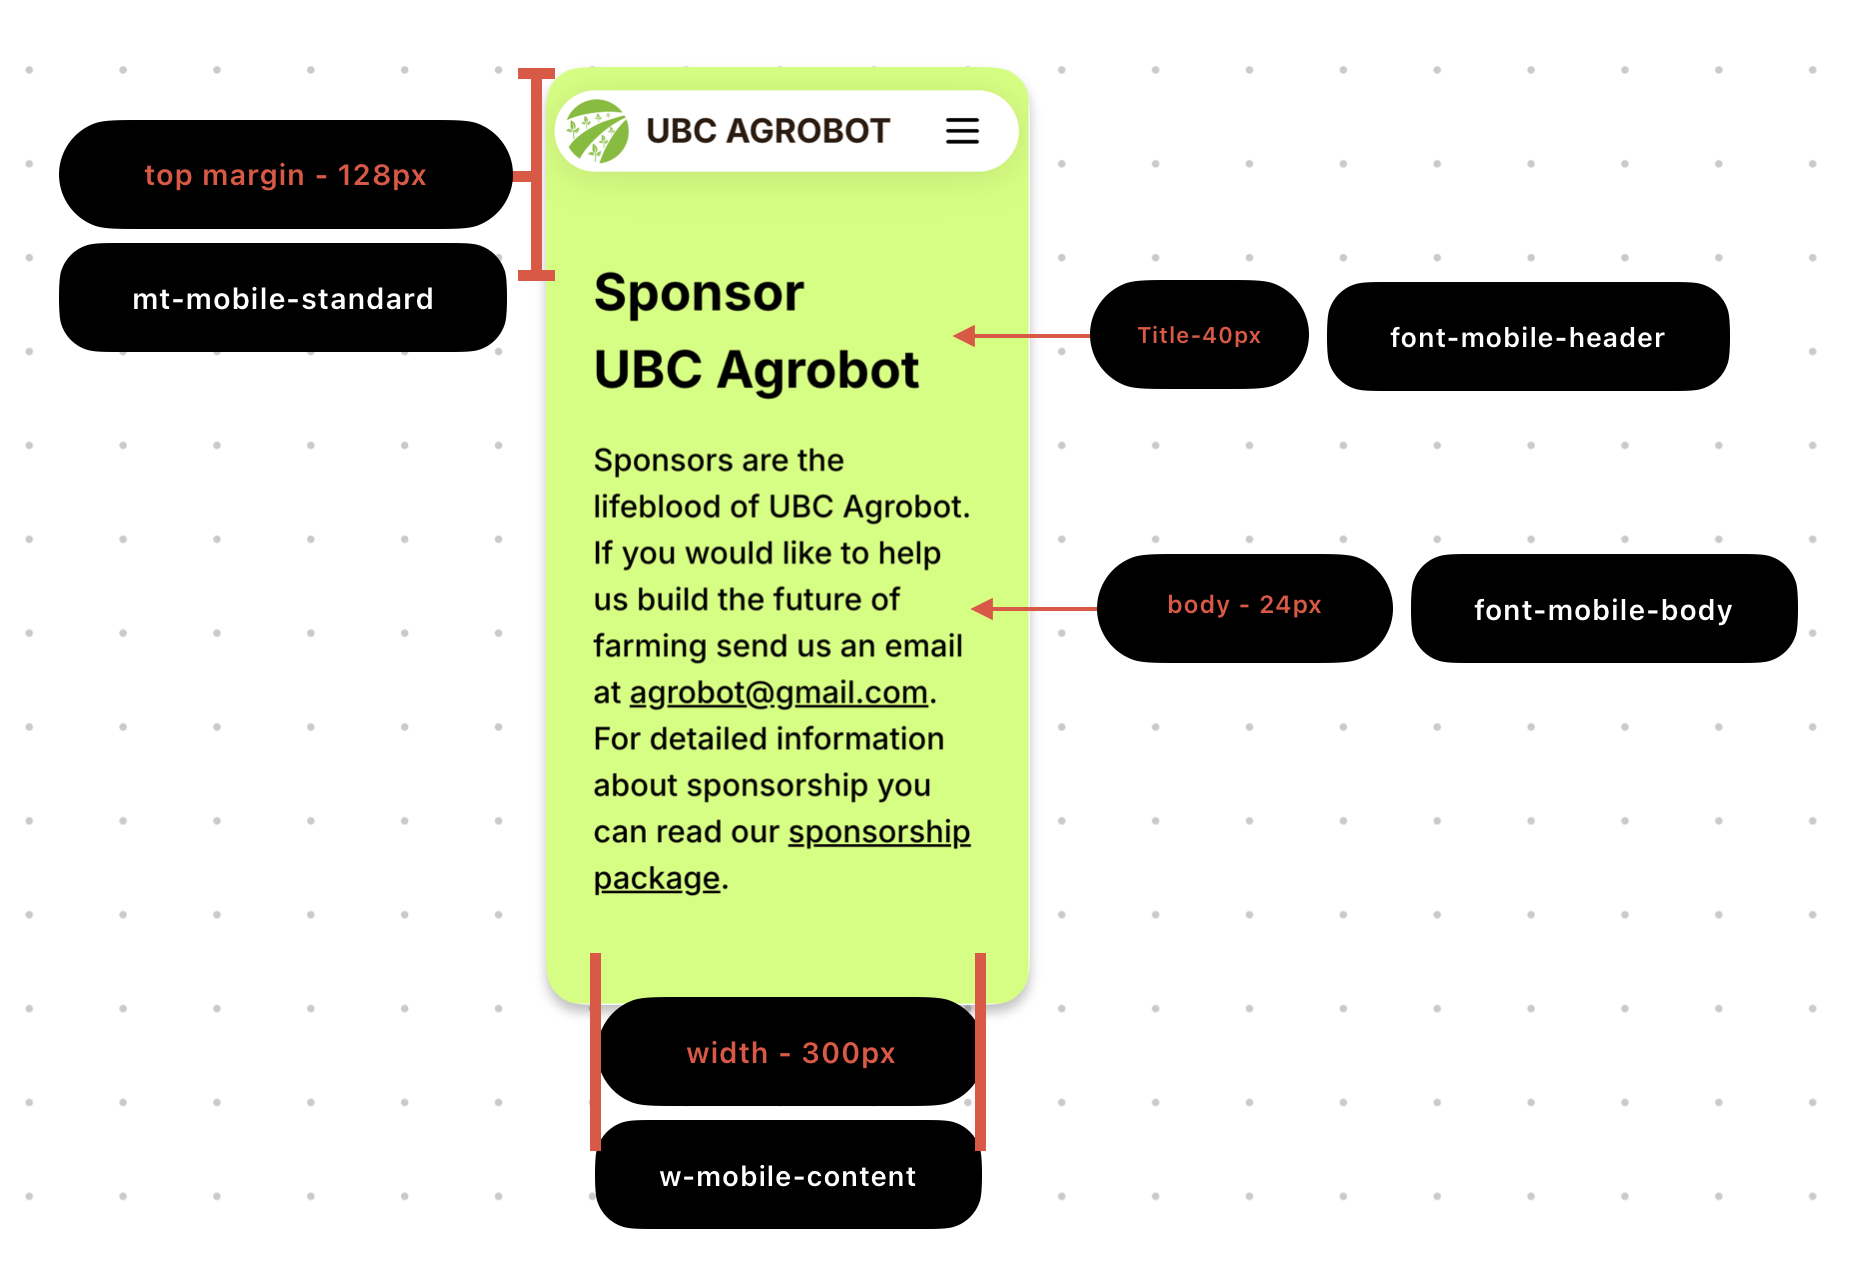 UBC AGROBOT
top margin - 128px
mt-mobile-standard
Sponsor
UBC Agrobot
Title-40px
font-mobile-header
Sponsors are the
lifeblood of UBC Agrobot.
If you would like to help
us build the future of
farming send us an email
at agrobot@gmail.com.
For detailed information
about sponsorship you
can read our sponsorship
package.
body - 24px
font-mobile-body
width - 300px
w-mobile-content